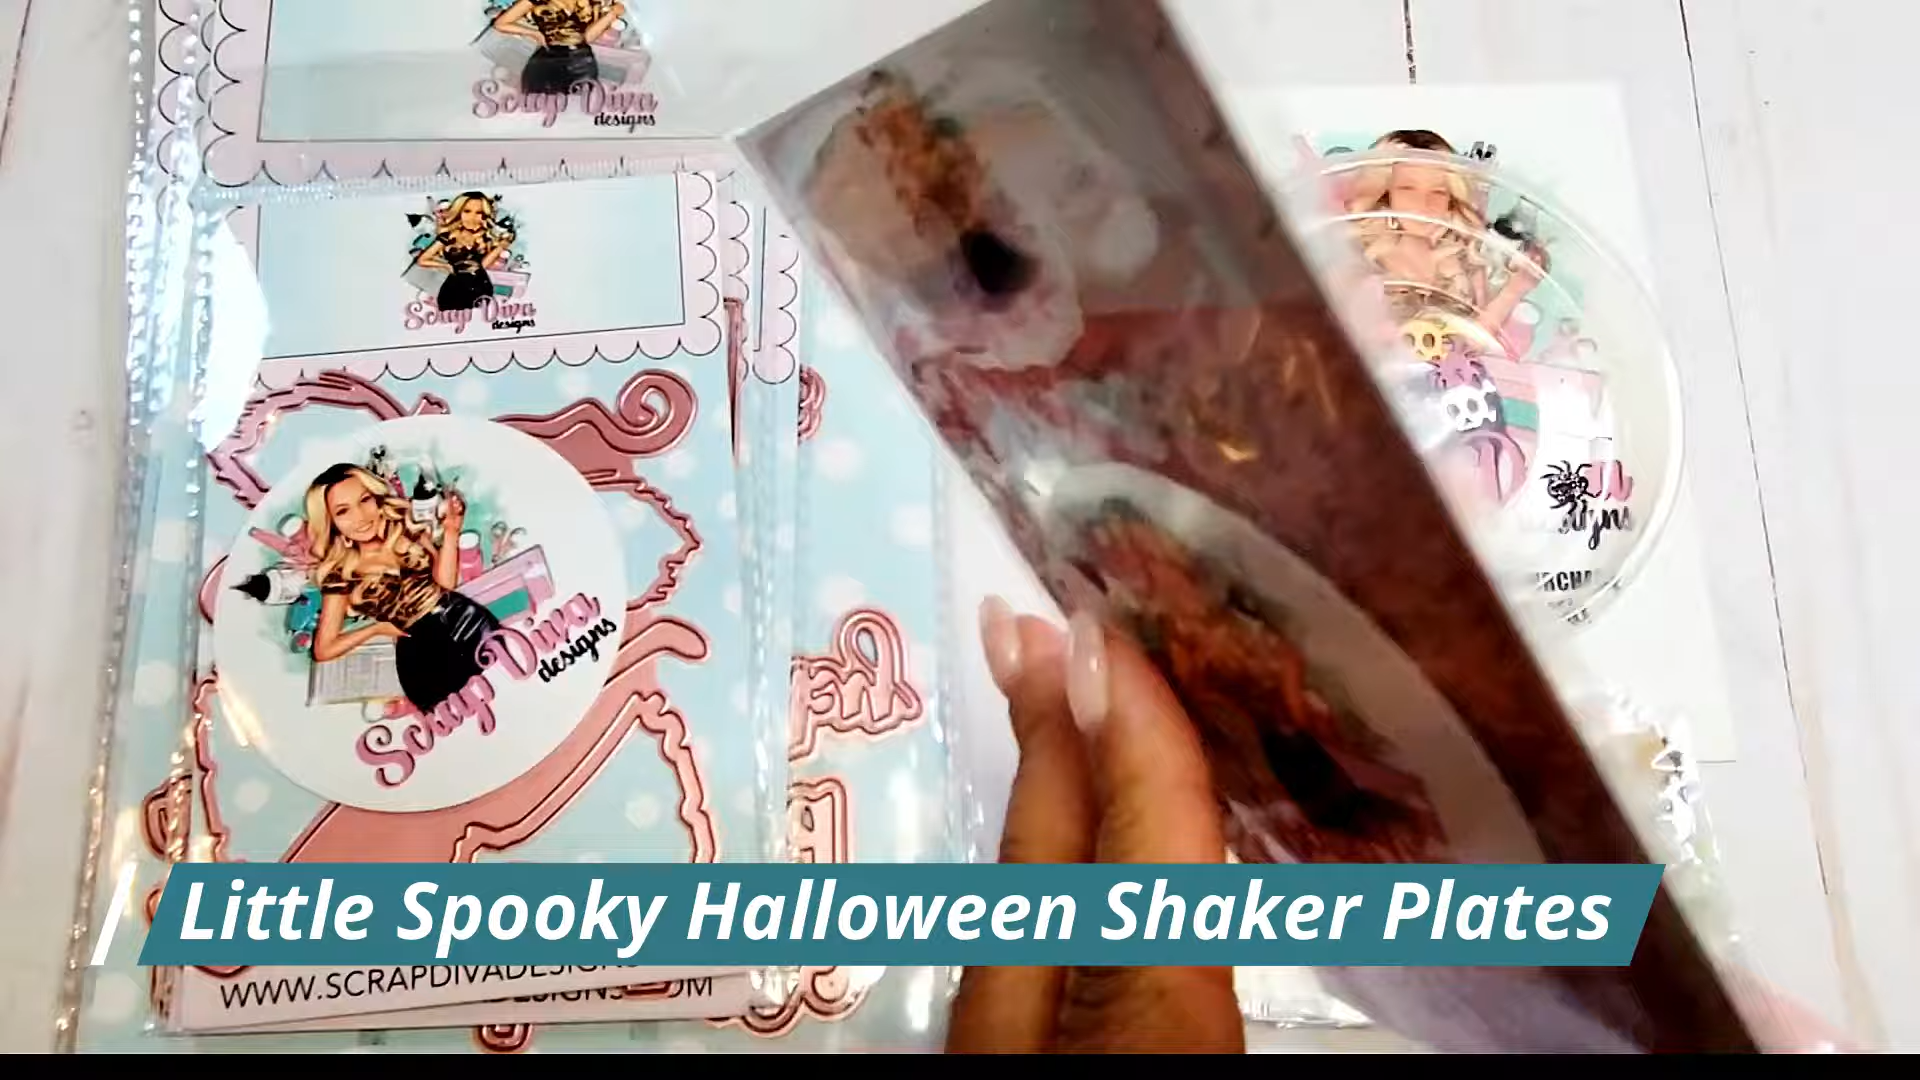 Scrap Diva
designs
Scrap Diva
designs
Scrap Diva
designs
designs
Little Spooky Halloween Shaker Plates
WWW.SCRAPDIVADESIGNS